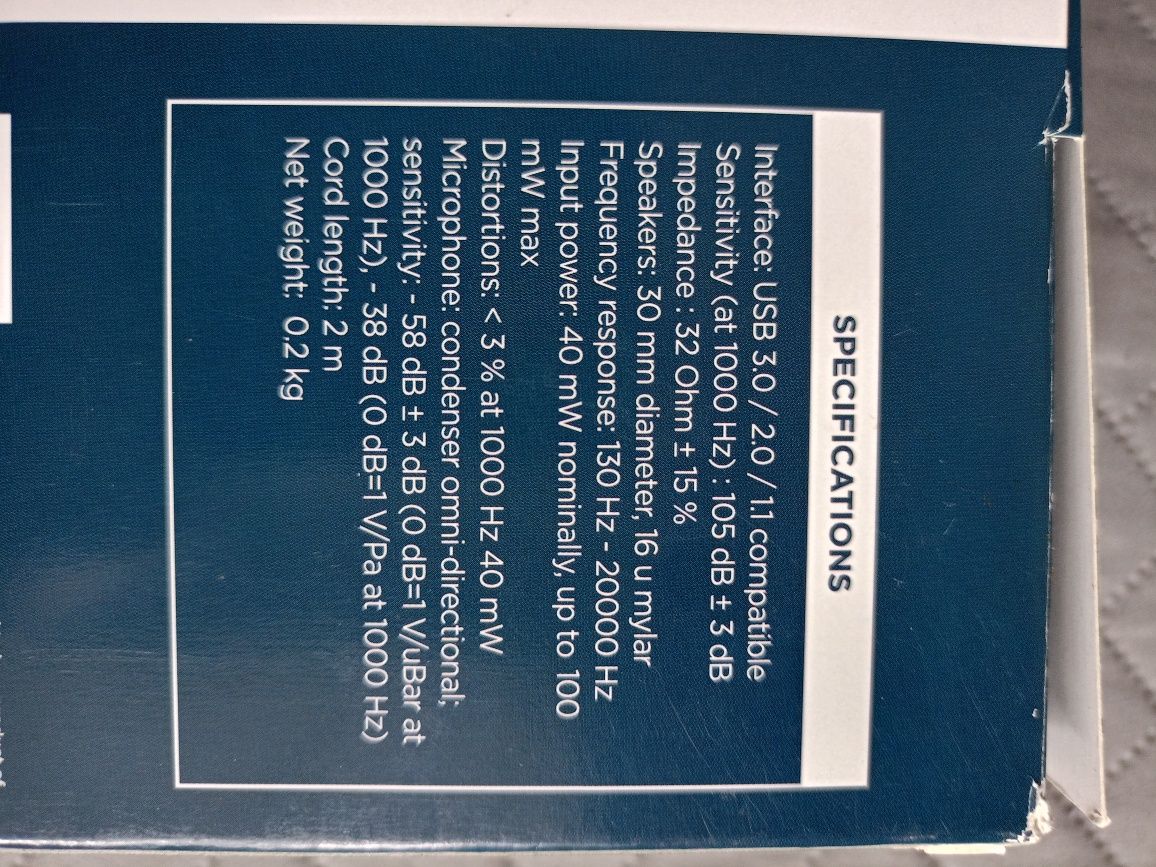 SPECIFICATIONS
Interface: USB 3.0 / 2.0 / 1.1 compatible
Sensitivity (at 1000 Hz) : 105 dB ± 3 dB
Impedance : 32 Ohm ± 15 %
Speakers: 30 mm diameter, 16 u mylar
Frequency response: 130 Hz - 20000 Hz
Input power: 40 mW nominally, up to 100
mW max
Distortions: < 3 % at 1000 Hz 40 mW
Microphone: condenser omni-directional;
sensitivity: - 58 dB ± 3 dB (0 dB=1 V/uBar at
1000 Hz), - 38 dB (0 dB=1 V/Pa at 1000 Hz)
Cord length: 2 m
Net weight: 0.2 kg